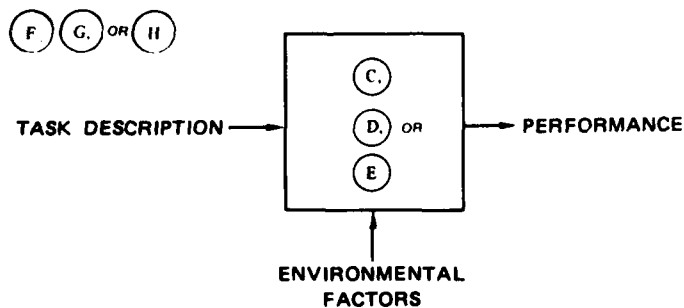 F G, OR H
C,
TASK DESCRIPTION D, OR PERFORMANCE
E
ENVIRONMENTAL
FACTORS